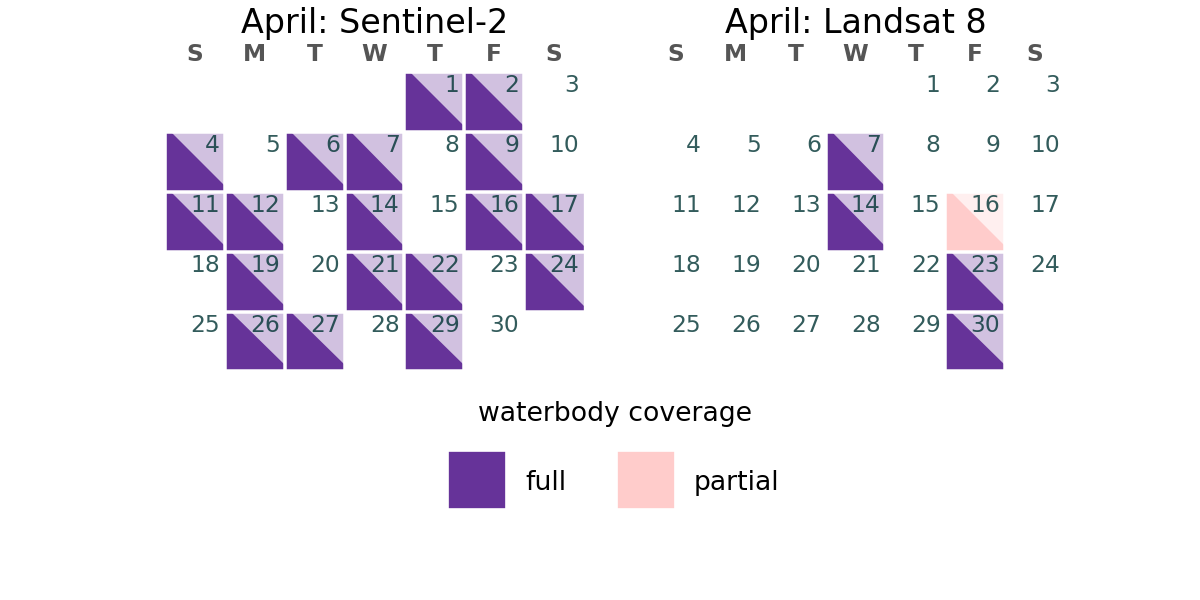 April: Sentinel-2
S M T W T F S
1 2 3
4 5 6 7 8 9 10
11 12 13 14 15 16 17
18 19 20 21 22 23 24
25 26 27 28 29 30
April: Landsat 8
S M T W T F S
1 2 3
4 5 6 7 8 9 10
11 12 13 14 15 16 17
18 19 20 21 22 23 24
25 26 27 28 29 30
waterbody coverage
full
partial